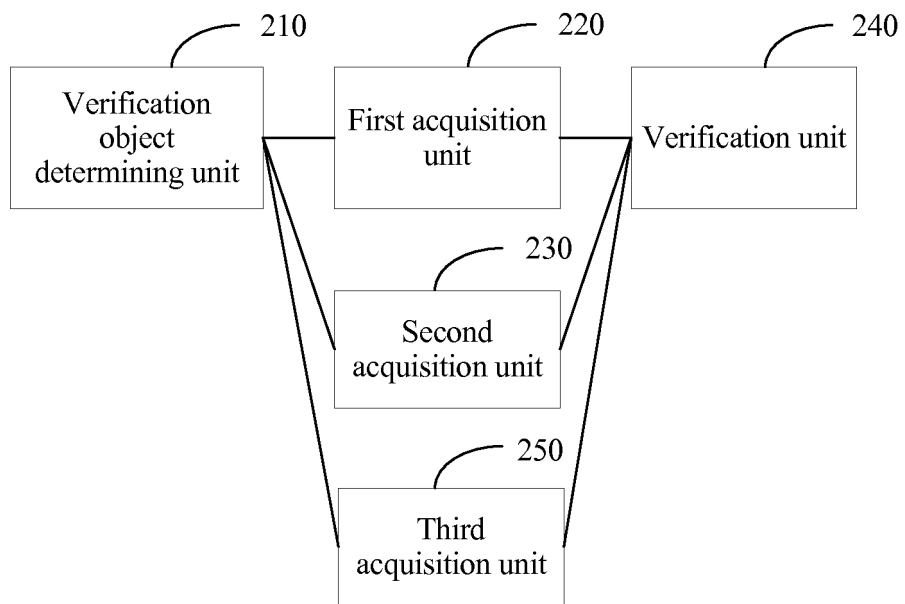 210
220
240
Verification
object
determining unit
First acquisition
unit
Verification unit
230
Second
acquisition unit
250
Third
acquisition unit